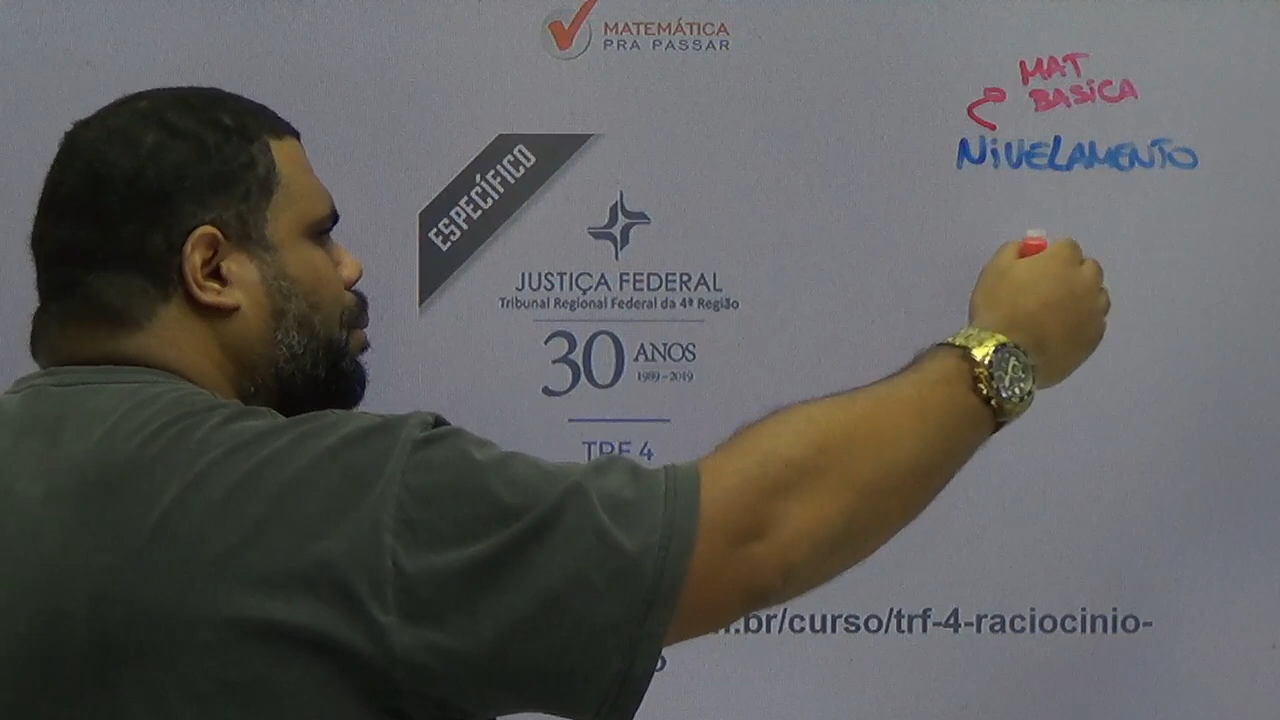 MATEMÁTICA
PRA PASSAR
MAT
BASiCA
NiVELAMENTO
ESPECÍFICO
JUSTIÇA FEDERAL
Tribunal Regional Federal da 4ª Região
30 ANOS
1989-2019
TRF 4
.br/curso/trf-4-raciocinio-